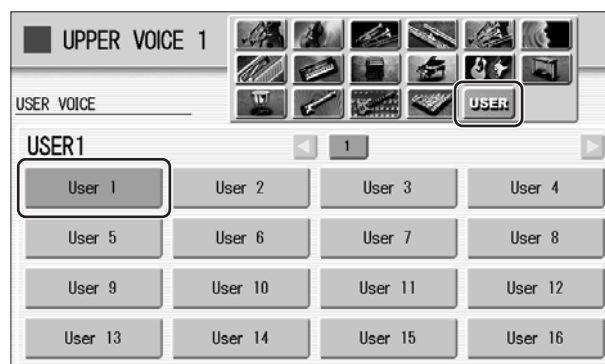 UPPER VOICE 1
USER
USER VOICE
USER1
1
User 1 User 2 User 3 User 4
User 5 User 6 User 7 User 8
User 9 User 10 User 11 User 12
User 13 User 14 User 15 User 16